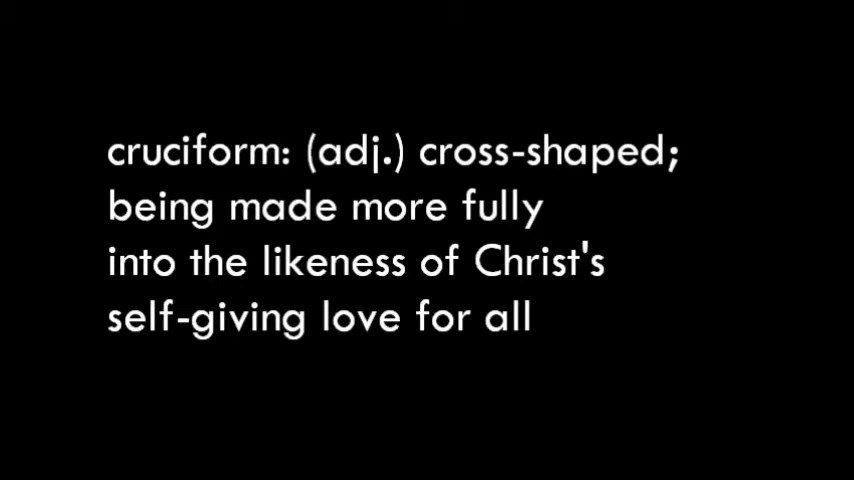 cruciform: (adj.) cross-shaped;
being made more fully
into the likeness of Christ's
self-giving love for all